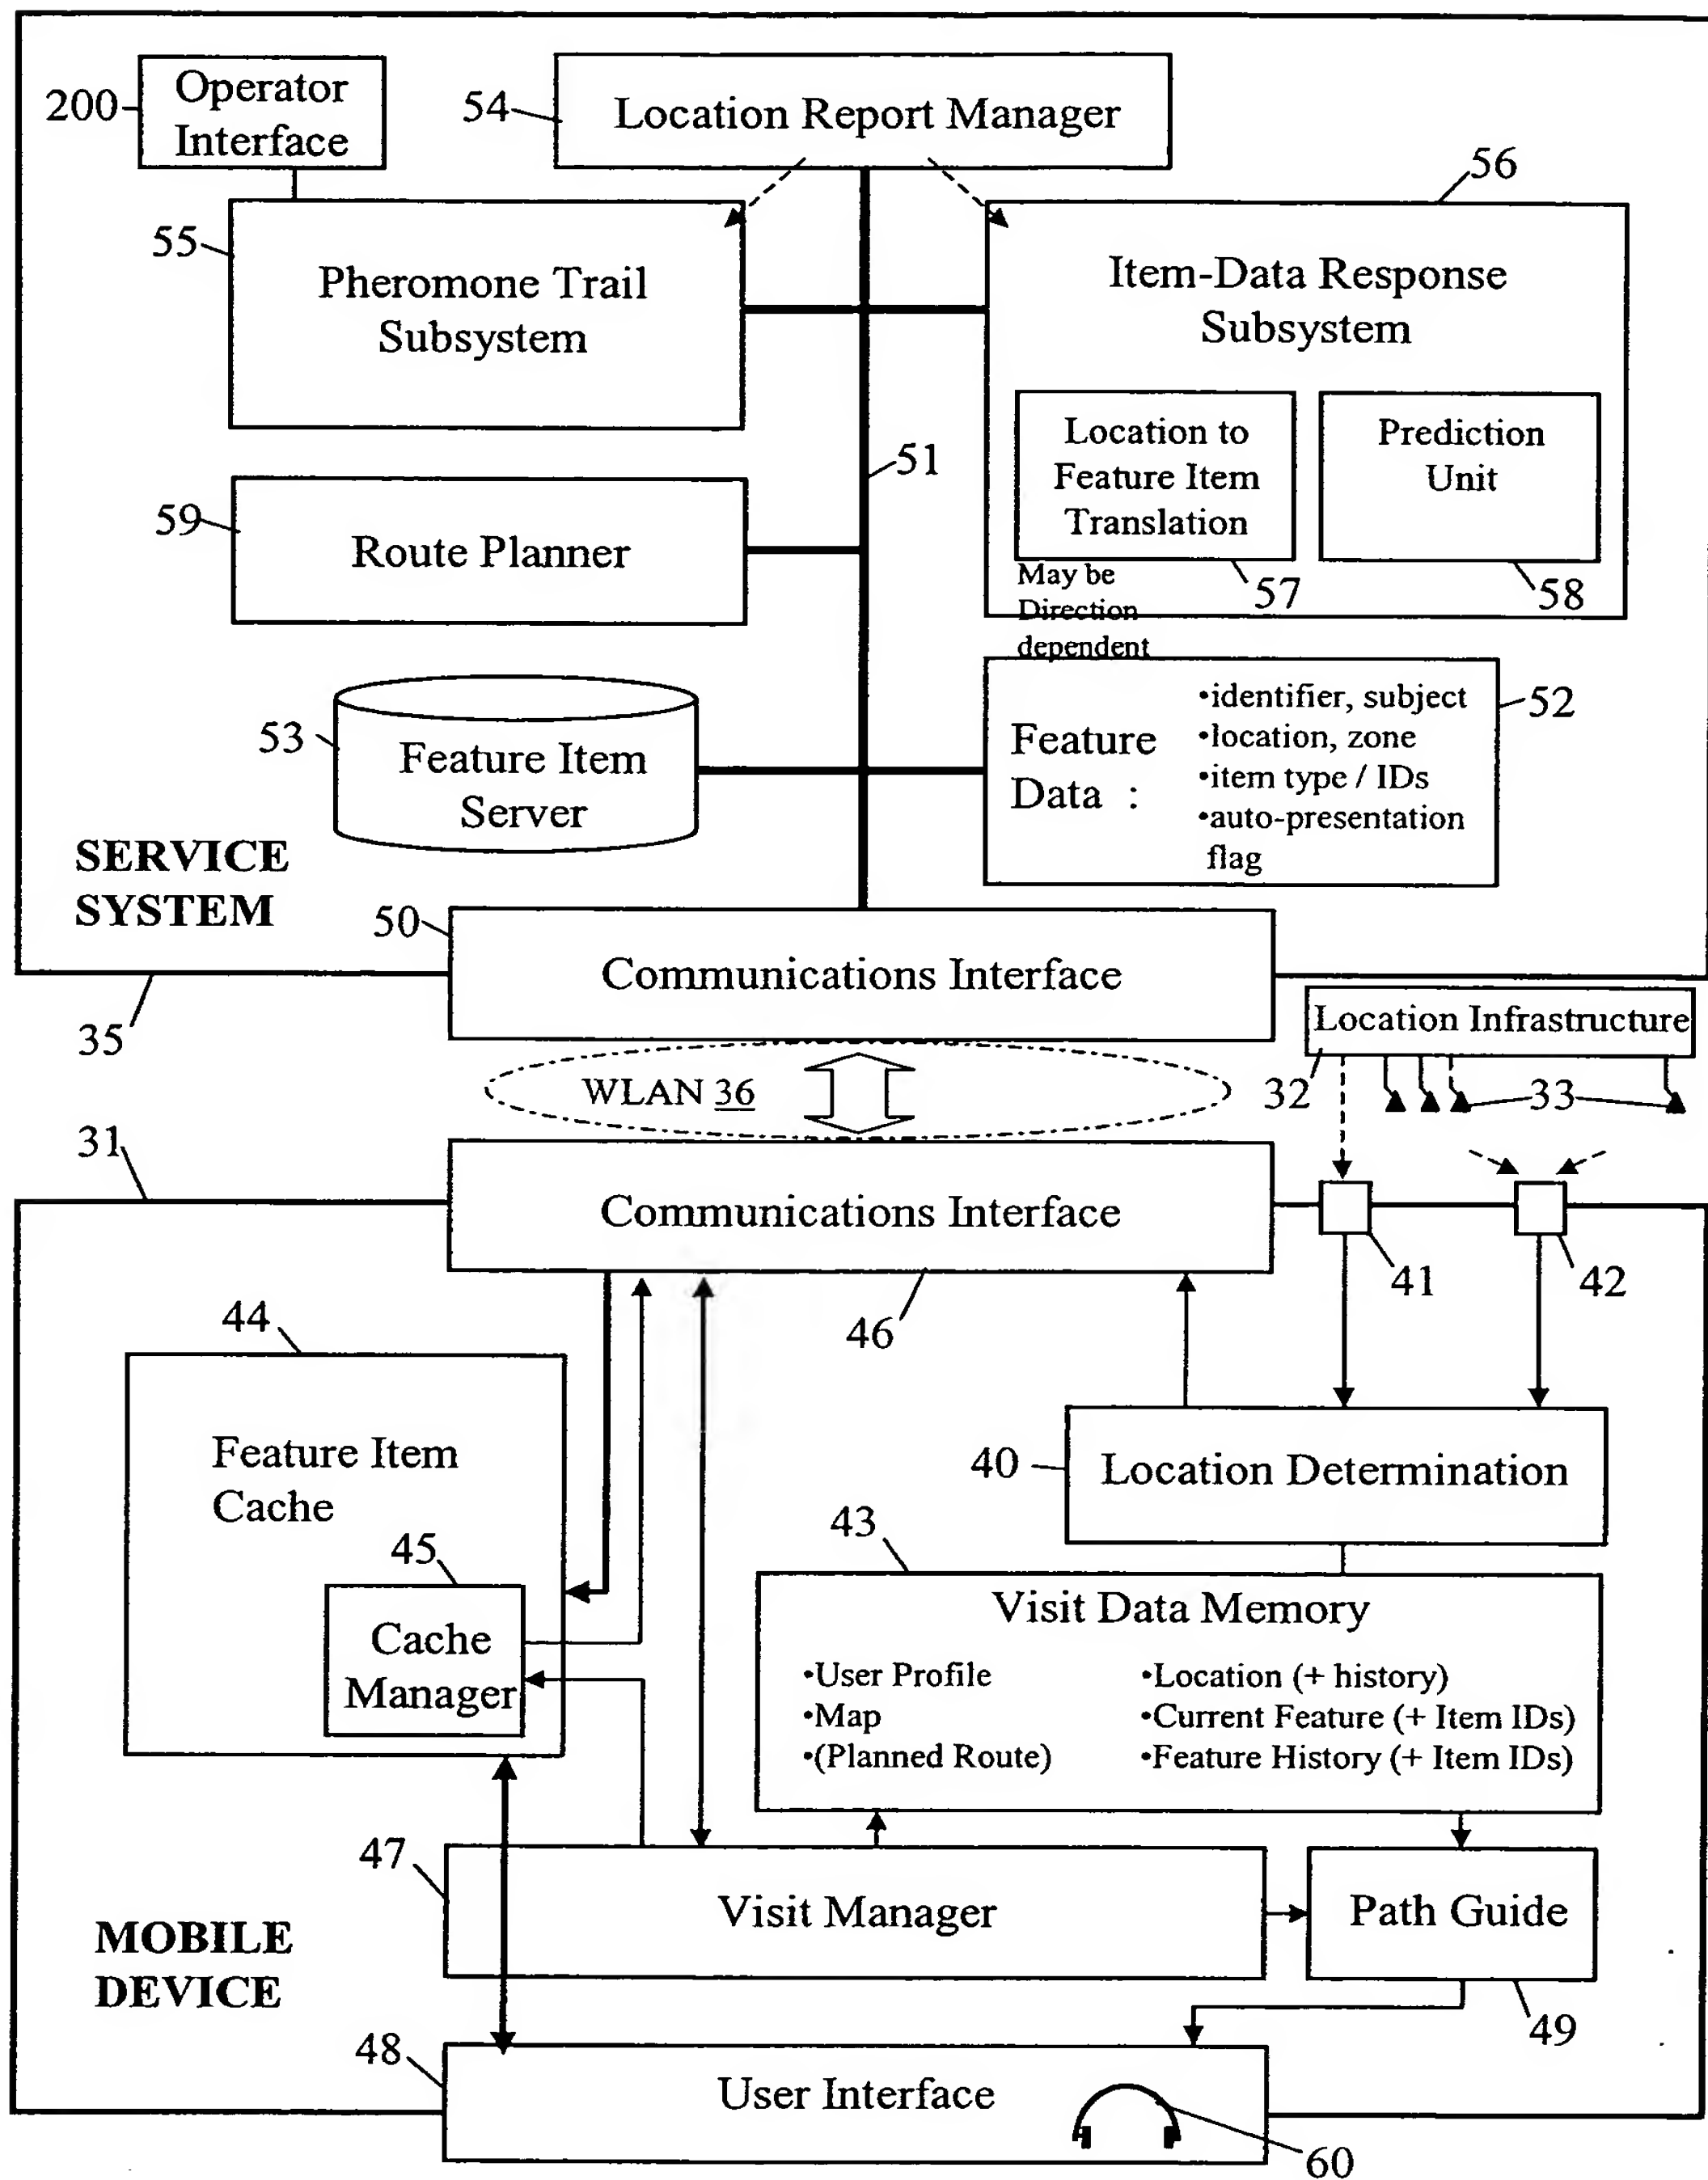 Operator
Interface
200
54
Location Report Manager
56
55
Pheromone Trail
Subsystem
Item-Data Response
Subsystem
51
Location to
Feature Item
Translation
Prediction
Unit
59
Route Planner
May be
Direction
dependent
57
58
53
Feature Item
Server
Feature
Data :
•identifier, subject
•location, zone
•item type / IDs
•auto-presentation
flag
52
SERVICE
SYSTEM
50
Communications Interface
35
Location Infrastructure
WLAN 36
32
33
31
Communications Interface
41
42
46
44
Feature Item
Cache
40
Location Determination
45
Cache
Manager
43
Visit Data Memory
•User Profile
•Map
•(Planned Route)
•Location (+ history)
•Current Feature (+ Item IDs)
•Feature History (+ Item IDs)
47
Visit Manager
Path Guide
MOBILE
DEVICE
49
48
User Interface
60